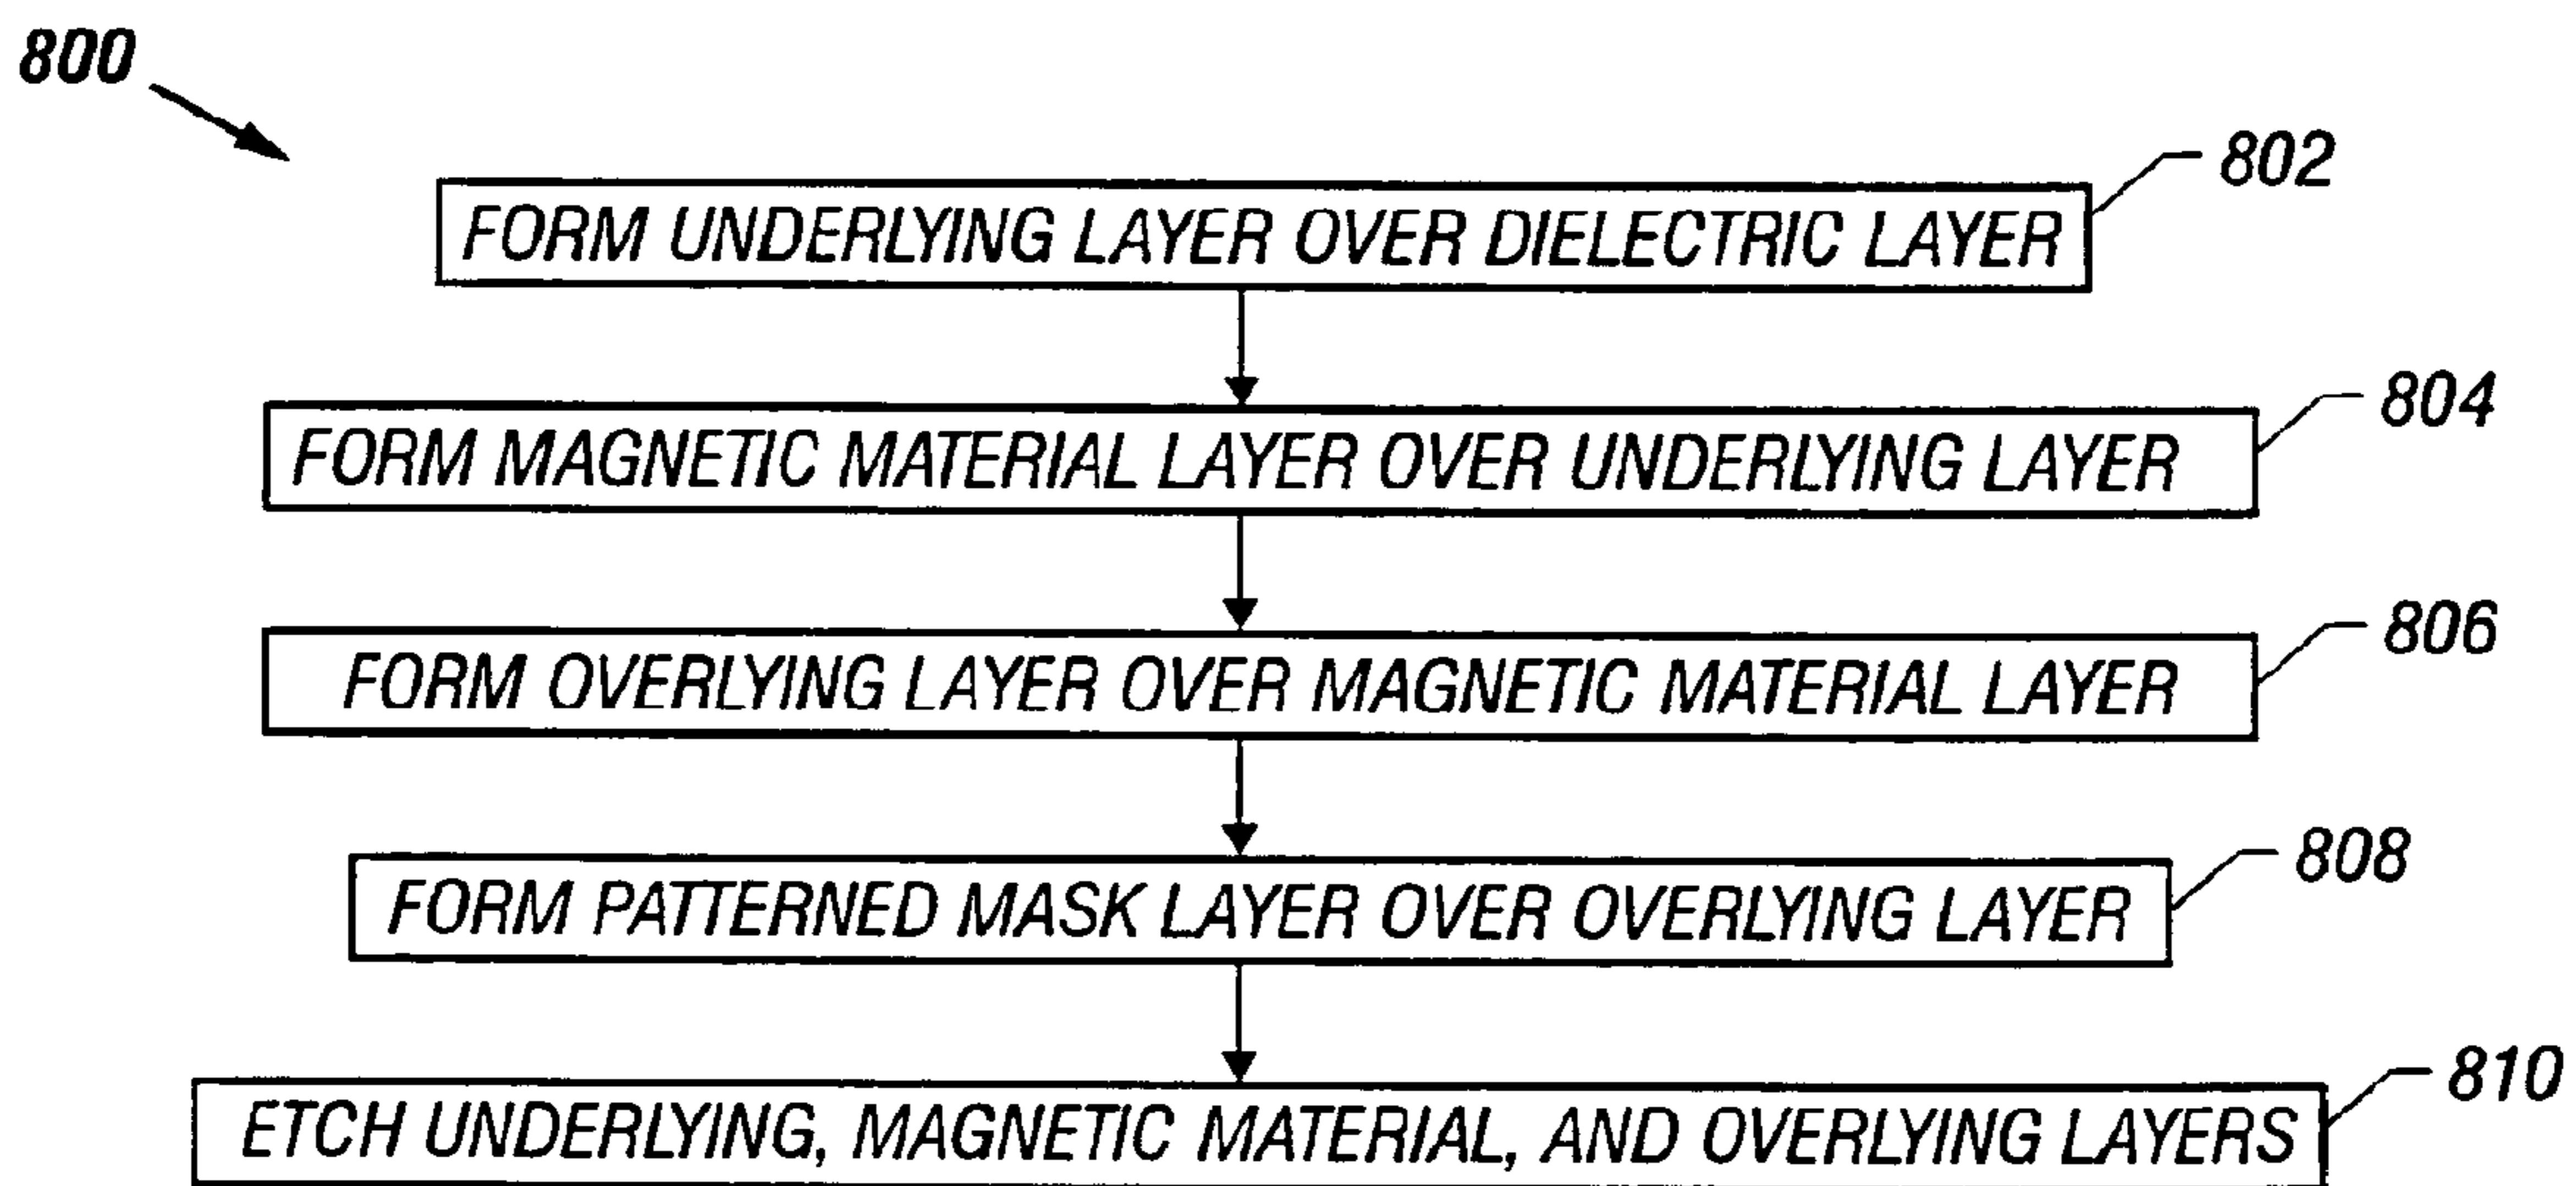 800
802
FORM UNDERLYING LAYER OVER DIELECTRIC LAYER
804
FORM MAGNETIC MATERIAL LAYER OVER UNDERLYING LAYER
806
FORM OVERLYING LAYER OVER MAGNETIC MATERIAL LAYER
808
FORM PATTERNED MASK LAYER OVER OVERLYING LAYER
810
ETCH UNDERLYING, MAGNETIC MATERIAL, AND OVERLYING LAYERS